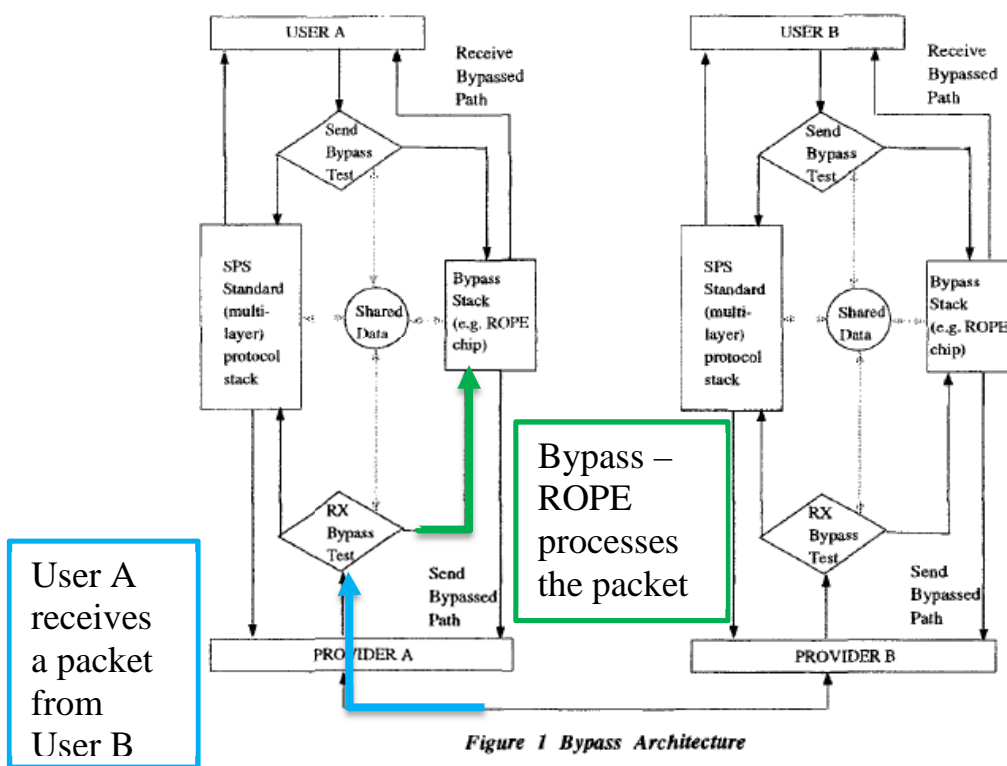 USER A
Receive
Bypassed
Path
Send
Bypass
Test
SPS
Standard
(multi-
layer)
protocol
stack
Shared
Data
Bypass
Stack
(e.g. ROPE
chip)
RX
Bypass
Test
Send
Bypassed
Path
PROVIDER A
User A
receives
a packet
from
User B
Bypass –
ROPE
processes
the packet
USER B
Receive
Bypassed
Path
Send
Bypass
Test
SPS
Standard
(multi-
layer)
protocol
stack
Shared
Data
Bypass
Stack
(e.g. ROPE
chip)
RX
Bypass
Test
Send
Bypassed
Path
PROVIDER B
Figure 1 Bypass Architecture